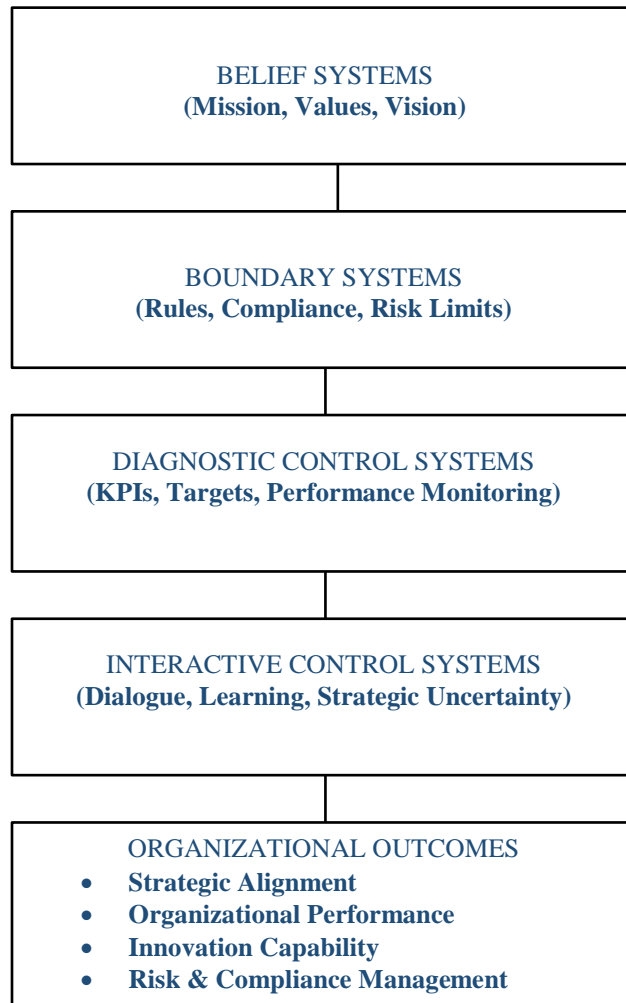 BELIEF SYSTEMS
(Mission, Values, Vision)
BOUNDARY SYSTEMS
(Rules, Compliance, Risk Limits)
DIAGNOSTIC CONTROL SYSTEMS
(KPIs, Targets, Performance Monitoring)
INTERACTIVE CONTROL SYSTEMS
(Dialogue, Learning, Strategic Uncertainty)
ORGANIZATIONAL OUTCOMES
• Strategic Alignment
• Organizational Performance
• Innovation Capability
• Risk & Compliance Management